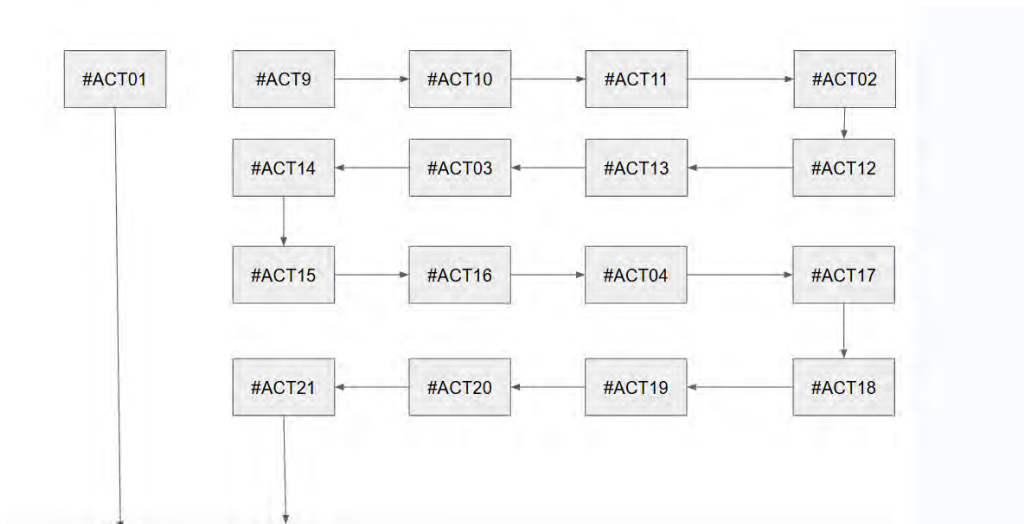 #ACT01 #ACT9 #ACT10 #ACT11 #ACT02
#ACT14 #ACT03 #ACT13 #ACT12
#ACT15 #ACT16 #ACT04 #ACT17
#ACT21 #ACT20 #ACT19 #ACT18